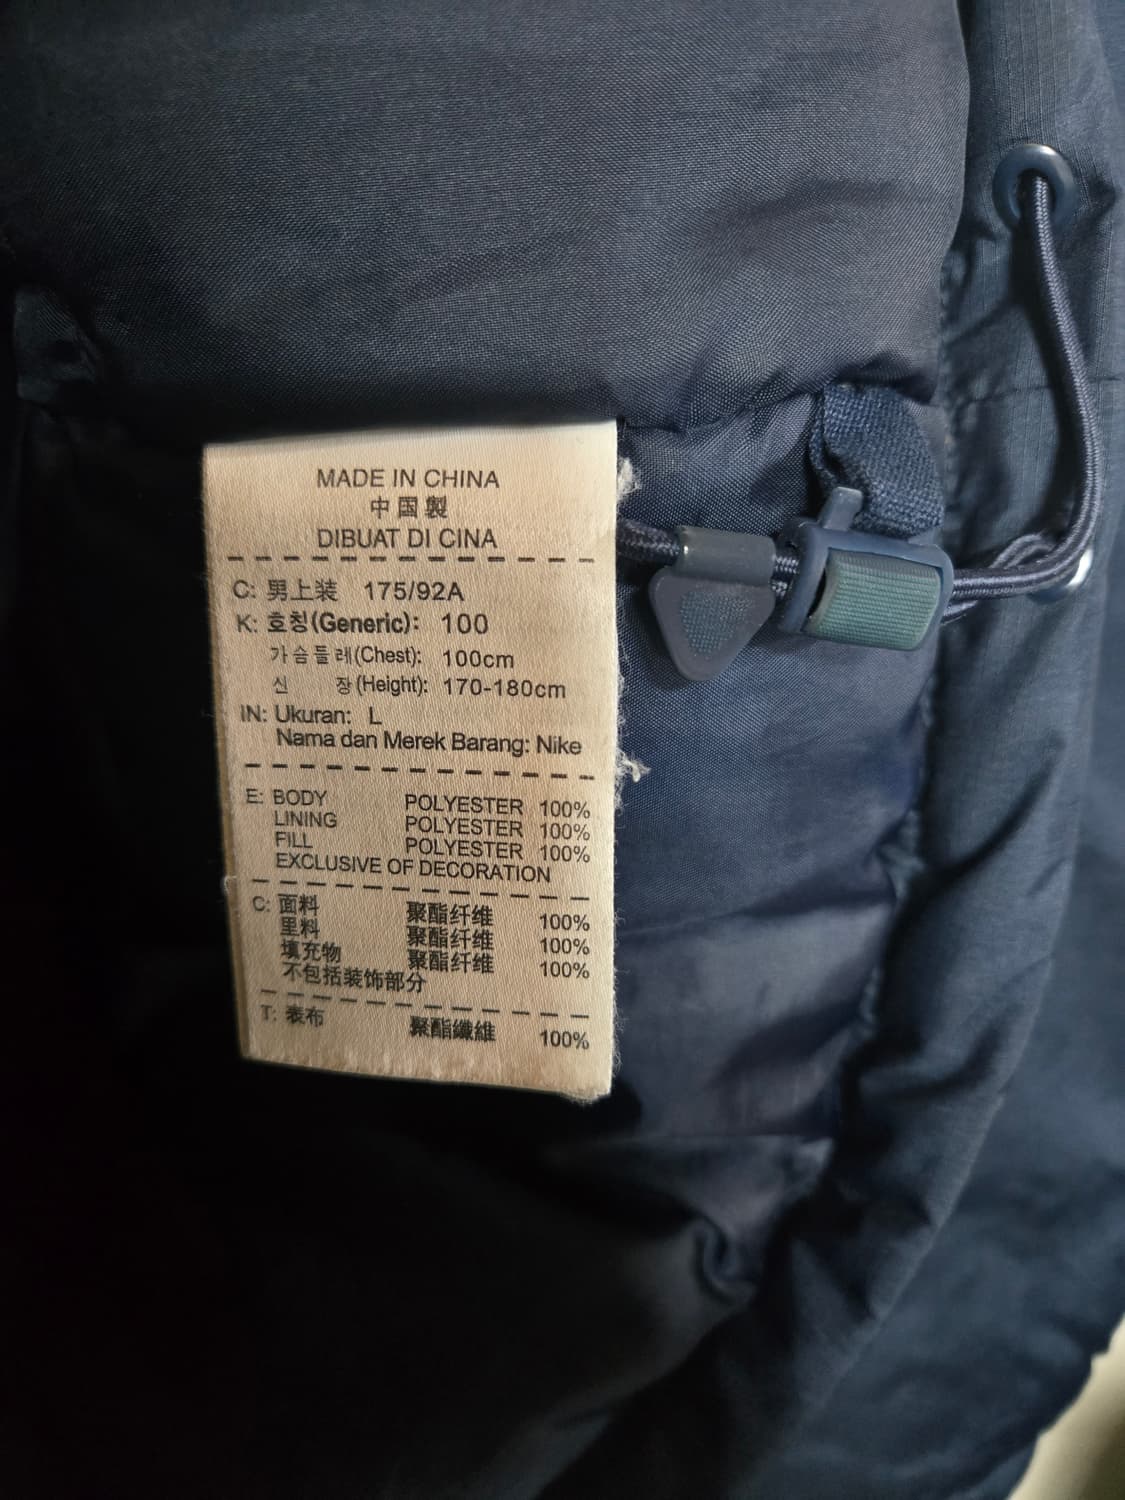 MADE IN CHINA
中国製
DIBUAT DI CINA
C: 男上装 175/92A
K: 호칭(Generic): 100
가슴둘레(Chest): 100cm
신 장(Height): 170-180cm
IN: Ukuran: L
Nama dan Merek Barang: Nike
E: BODY POLYESTER 100%
LINING POLYESTER 100%
FILL POLYESTER 100%
EXCLUSIVE OF DECORATION
C: 面料 聚酯纤维 100%
里料 聚酯纤维 100%
填充物 聚酯纤维 100%
不包括装饰部分
T: 表布 聚酯纖維 100%